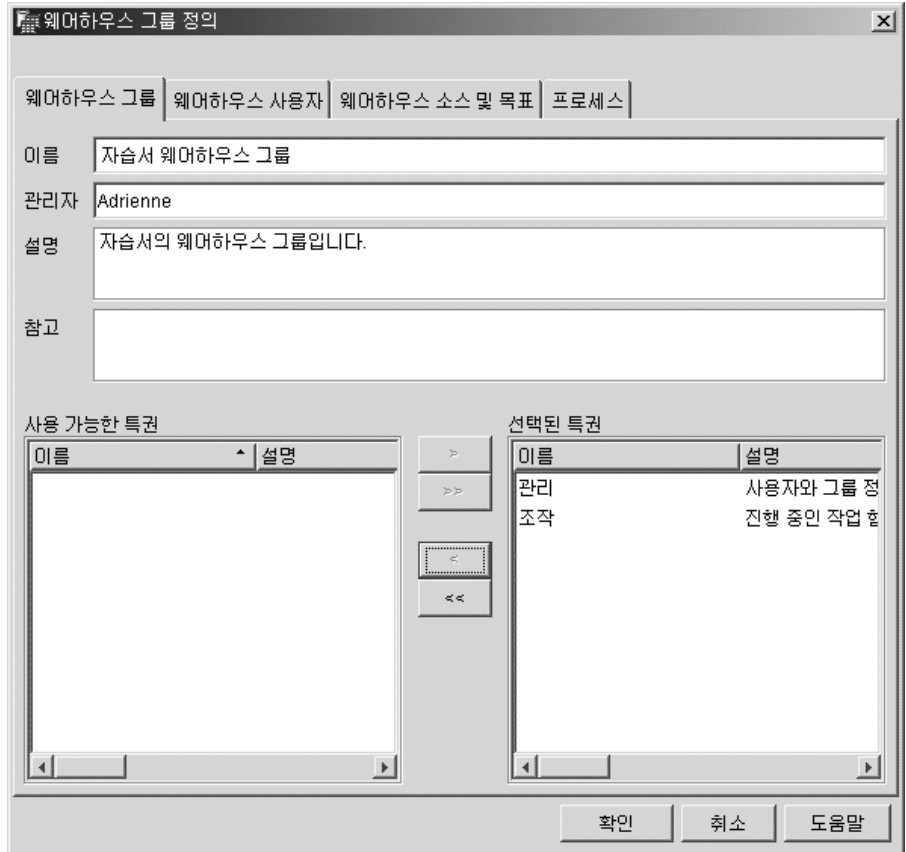 웨어하우스 그룹 정의
웨어하우스 그룹 웨어하우스 사용자 웨어하우스 소스 및 목표 프로세스
이름 자습서 웨어하우스 그룹
관리자 Adrienne
설명 자습서의 웨어하우스 그룹입니다.
참고
사용 가능한 특권
이름 설명
>
>>
<
<<
선택된 특권
이름 설명
관리 사용자와 그룹 정
조작 진행 중인 작업 할
확인 취소 도움말